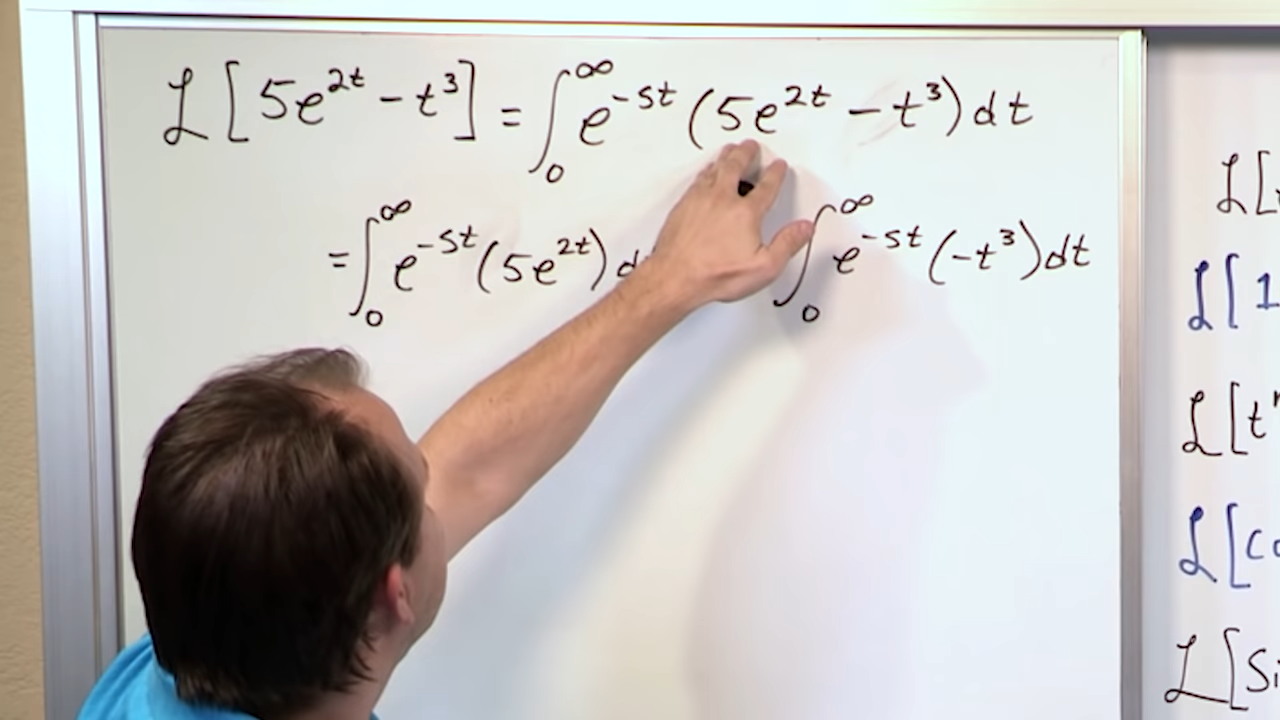 ℒ[5e^{2t} - t^3] = ∫_0^∞ e^{-st} (5e^{2t} - t^3) dt
= ∫_0^∞ e^{-st} (5e^{2t}) d ∫_0^∞ e^{-st} (-t^3) dt
ℒ[
ℒ[1
ℒ[t^n
ℒ[Co
ℒ[Si